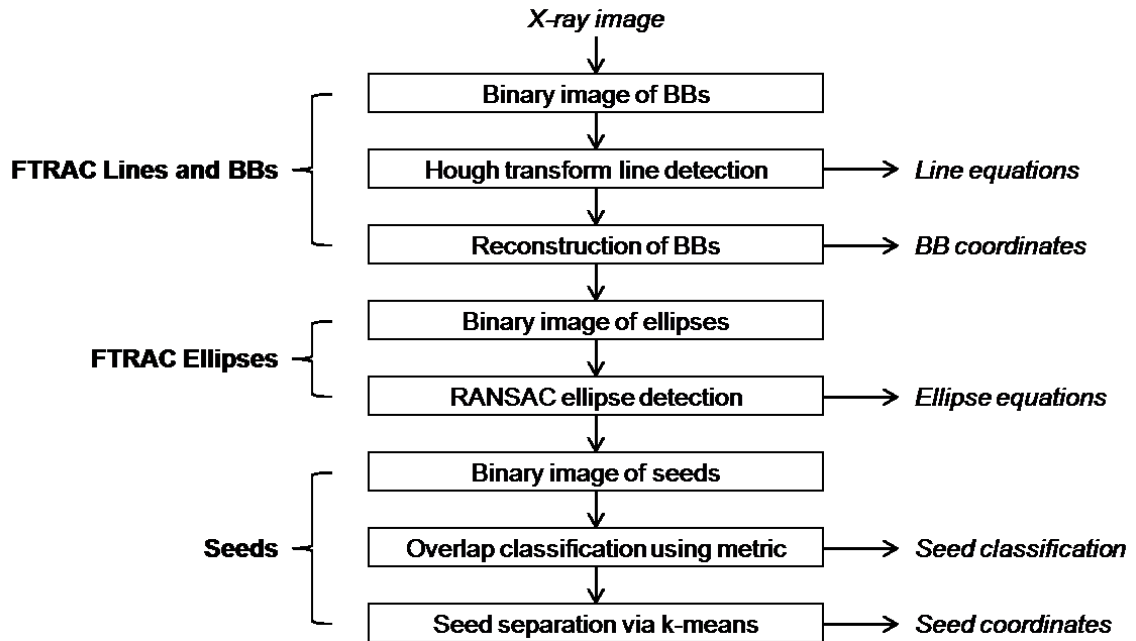 X-ray image
Binary image of BBs
FTRAC Lines and BBs
Hough transform line detection
Line equations
Reconstruction of BBs
BB coordinates
Binary image of ellipses
FTRAC Ellipses
RANSAC ellipse detection
Ellipse equations
Binary image of seeds
Seeds
Overlap classification using metric
Seed classification
Seed separation via k-means
Seed coordinates